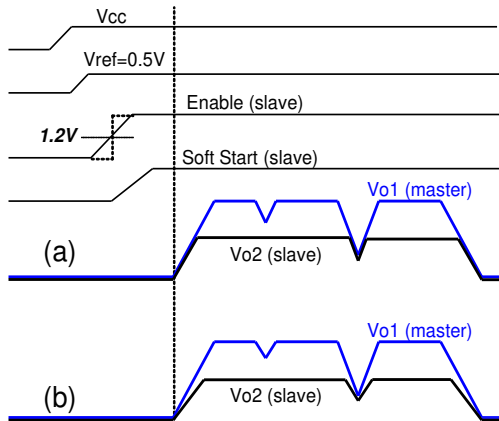 Vcc
Vref=0.5V
Enable (slave)
1.2V
Soft Start (slave)
Vo1 (master)
(a)
Vo2 (slave)
Vo1 (master)
(b)
Vo2 (slave)